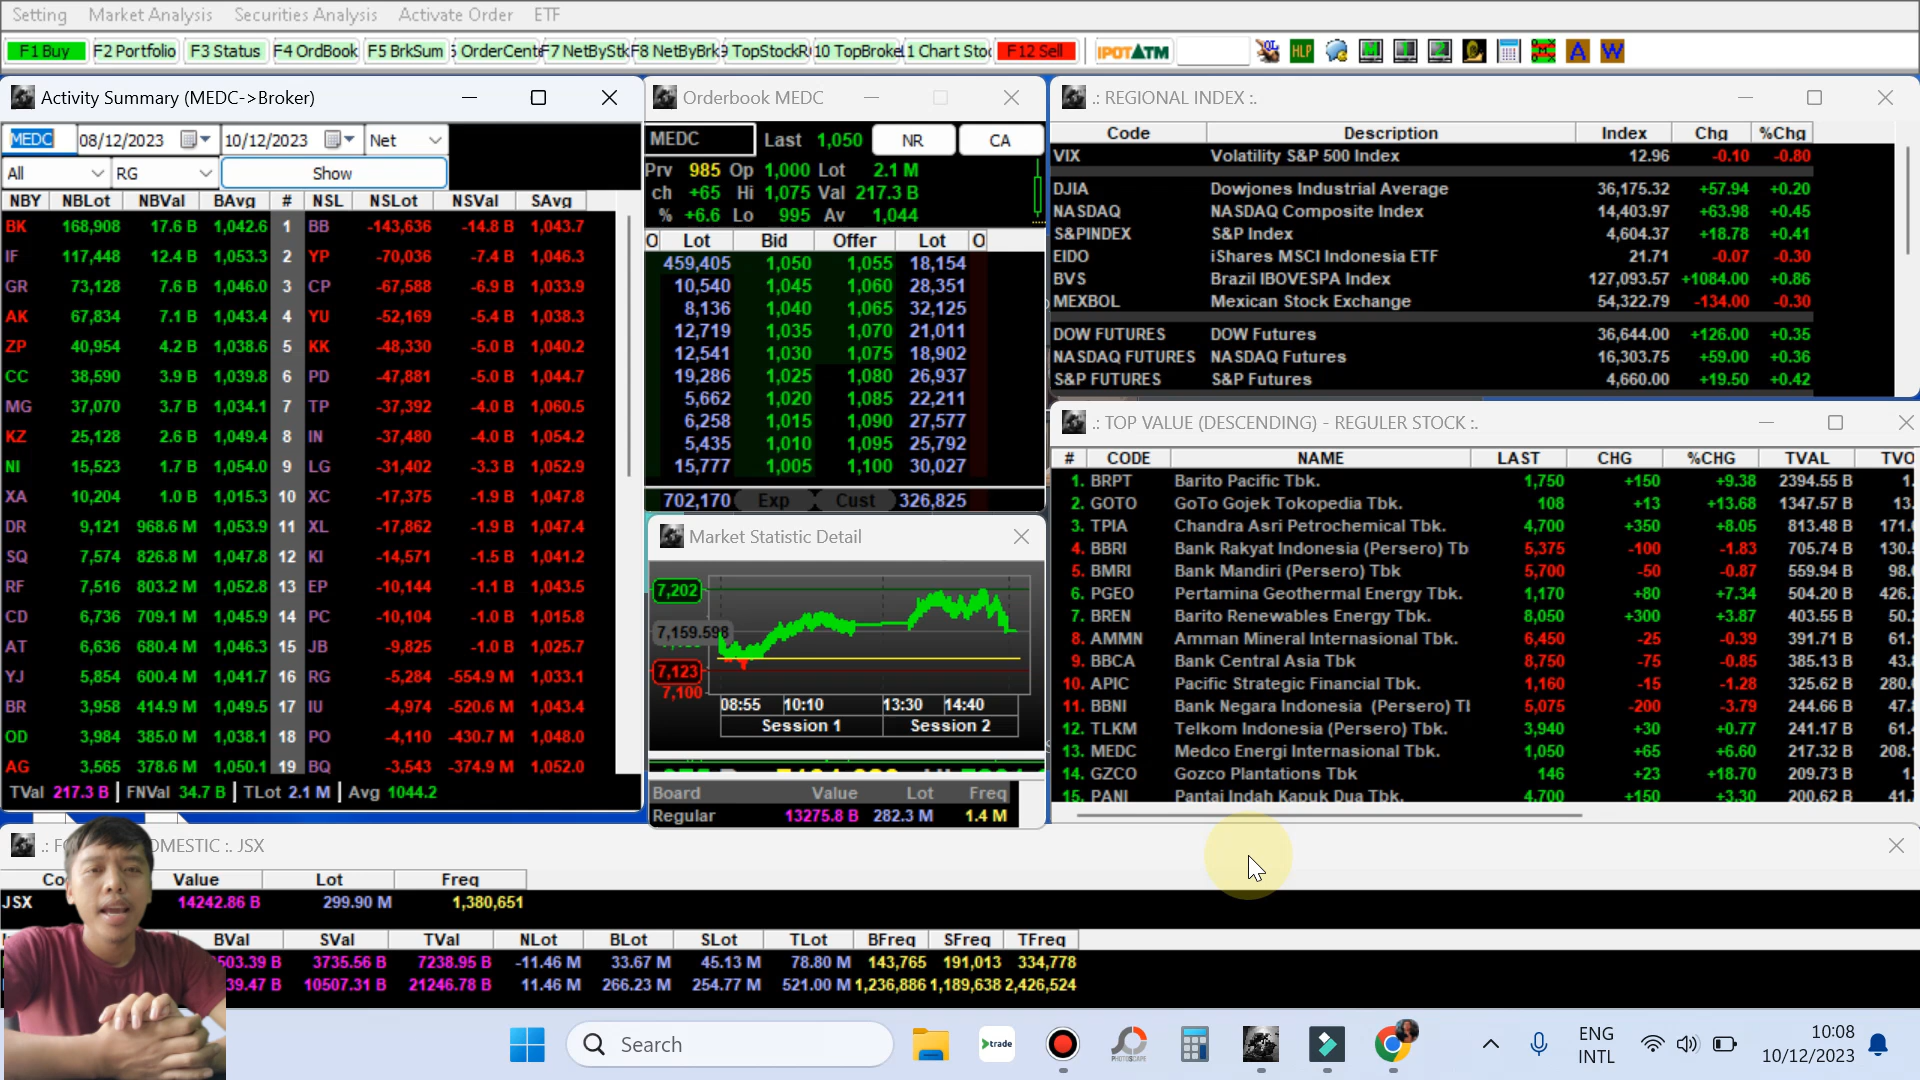 Setting Market Analysis Securities Analysis Activate Order ETF
F1 Buy F2 Portfolio F3 Status F4 OrdBook F5 BrkSum OrderCent F7 NetByStk F8 NetByBrk 9 TopStockR 10 TopBroke 1 Chart Sto F12 Sell IPOTATM HLP A W
Activity Summary (MEDC->Broker)
MEDC 08/12/2023 10/12/2023 Net
All RG Show
NBY NBLot NBVal BAvg # NSL NSLot NSVal SAvg
BK 168,908 17.6 B 1,042.6 1 BB -143,636 -14.8 B 1,043.7
IF 117,448 12.4 B 1,053.3 2 YP -70,036 -7.4 B 1,046.3
GR 73,128 7.6 B 1,046.0 3 CP -67,588 -6.9 B 1,033.9
AK 67,834 7.1 B 1,043.4 4 YU -52,169 -5.4 B 1,038.3
ZP 40,954 4.2 B 1,038.6 5 KK -48,330 -5.0 B 1,040.2
CC 38,590 3.9 B 1,039.8 6 PD -47,881 -5.0 B 1,044.7
MG 37,070 3.7 B 1,034.1 7 TP -37,392 -4.0 B 1,060.5
KZ 25,128 2.6 B 1,049.4 8 IN -37,480 -4.0 B 1,054.2
NI 15,523 1.7 B 1,054.0 9 LG -31,402 -3.3 B 1,052.9
XA 10,204 1.0 B 1,015.3 10 XC -17,375 -1.9 B 1,047.8
DR 9,121 968.6 M 1,053.9 11 XL -17,862 -1.9 B 1,047.4
SQ 7,574 826.8 M 1,047.8 12 KI -14,571 -1.5 B 1,041.2
RF 7,516 803.2 M 1,052.8 13 EP -10,144 -1.1 B 1,043.5
CD 6,736 709.1 M 1,045.9 14 PC -10,104 -1.0 B 1,015.8
AT 6,636 680.4 M 1,046.3 15 JB -9,825 -1.0 B 1,025.7
YJ 5,854 600.4 M 1,041.7 16 RG -5,284 -554.9 M 1,033.1
BR 3,958 414.9 M 1,049.5 17 IU -4,974 -520.6 M 1,043.4
OD 3,984 385.0 M 1,038.1 18 PO -4,110 -430.7 M 1,048.0
AG 3,565 378.6 M 1,050.1 19 BQ -3,543 -374.9 M 1,052.0
TVal 217.3 B | FNVal 34.7 B | TLot 2.1 M | Avg 1044.2
Orderbook MEDC
MEDC Last 1,050 NR CA
Prv 985 Op 1,000 Lot 2.1 M
ch +65 Hi 1,075 Val 217.3 B
% +6.6 Lo 995 Av 1,044
O Lot Bid Offer Lot O
459,405 1,050 1,055 18,154
10,540 1,045 1,060 28,351
8,136 1,040 1,065 32,125
12,719 1,035 1,070 21,011
12,541 1,030 1,075 18,902
19,286 1,025 1,080 26,937
5,662 1,020 1,085 22,211
6,258 1,015 1,090 27,577
5,435 1,010 1,095 25,792
15,777 1,005 1,100 30,027
702,170 Exp Cust 326,825
Market Statistic Detail
7,202
7,159.598
7,123
7,100
08:55 10:10 13:30 14:40
Session 1 Session 2
Board Value Lot Freq
Regular 13275.8 B 282.3 M 1.4 M
.: REGIONAL INDEX :.
Code Description Index Chg %Chg
VIX Volatility S&P 500 Index 12.96 -0.10 -0.80
DJIA Dowjones Industrial Average 36,175.32 +57.94 +0.20
NASDAQ NASDAQ Composite Index 14,403.97 +63.98 +0.45
S&PINDEX S&P Index 4,604.37 +18.78 +0.41
EIDO iShares MSCI Indonesia ETF 21.71 -0.07 -0.30
BVS Brazil IBOVESPA Index 127,093.57 +1084.00 +0.86
MEXBOL Mexican Stock Exchange 54,322.79 -134.00 -0.30
DOW FUTURES DOW Futures 36,644.00 +126.00 +0.35
NASDAQ FUTURES NASDAQ Futures 16,303.75 +59.00 +0.36
S&P FUTURES S&P Futures 4,660.00 +19.50 +0.42
.: TOP VALUE (DESCENDING) - REGULER STOCK :.
# CODE NAME LAST CHG %CHG TVAL TVO
1. BRPT Barito Pacific Tbk. 1,750 +150 +9.38 2394.55 B 1.
2. GOTO GoTo Gojek Tokopedia Tbk. 108 +13 +13.68 1347.57 B 13.
3. TPIA Chandra Asri Petrochemical Tbk. 4,700 +350 +8.05 813.48 B 171.
4. BBRI Bank Rakyat Indonesia (Persero) Tb 5,375 -100 -1.83 705.74 B 130.
5. BMRI Bank Mandiri (Persero) Tbk 5,700 -50 -0.87 559.94 B 98.
6. PGEO Pertamina Geothermal Energy Tbk. 1,170 +80 +7.34 504.20 B 426.
7. BREN Barito Renewables Energy Tbk. 8,050 +300 +3.87 403.55 B 50.
8. AMMN Amman Mineral Internasional Tbk. 6,450 -25 -0.39 391.71 B 61.
9. BBCA Bank Central Asia Tbk 8,750 -75 -0.85 385.13 B 43.
10. APIC Pacific Strategic Financial Tbk. 1,160 -15 -1.28 325.62 B 280.
11. BBNI Bank Negara Indonesia (Persero) Tl 5,075 -200 -3.79 244.66 B 47.
12. TLKM Telkom Indonesia (Persero) Tbk. 3,940 +30 +0.77 241.17 B 61.
13. MEDC Medco Energi Internasional Tbk. 1,050 +65 +6.60 217.32 B 208.
14. GZCO Gozco Plantations Tbk 146 +23 +18.70 209.73 B 1.
15. PANI Pantai Indah Kapuk Dua Tbk. 4,700 +150 +3.30 200.62 B 41.
.: FO OMESTIC :. JSX
Co Value Lot Freq
JSX 14242.86 B 299.90 M 1,380,651
BVal SVal TVal NLot BLot SLot TLot BFreq SFreq TFreq
503.39 B 3735.56 B 7238.95 B -11.46 M 33.67 M 45.13 M 78.80 M 143,765 191,013 334,778
39.47 B 10507.31 B 21246.78 B 11.46 M 266.23 M 254.77 M 521.00 M 1,236,886 1,189,638 2,426,524
Search trade PHOTOSCAPE ENG INTL 10:08
10/12/2023